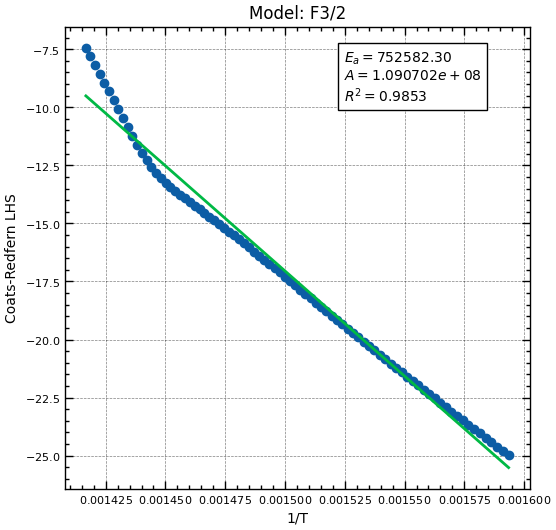 Model: F3/2
Eₐ = 752582.30
A = 1.090702e + 08
R² = 0.9853
Coats-Redfern LHS
−7.5
−10.0
−12.5
−15.0
−17.5
−20.0
−22.5
−25.0
0.001425 0.001450 0.001475 0.001500 0.001525 0.001550 0.001575 0.001600
1/T